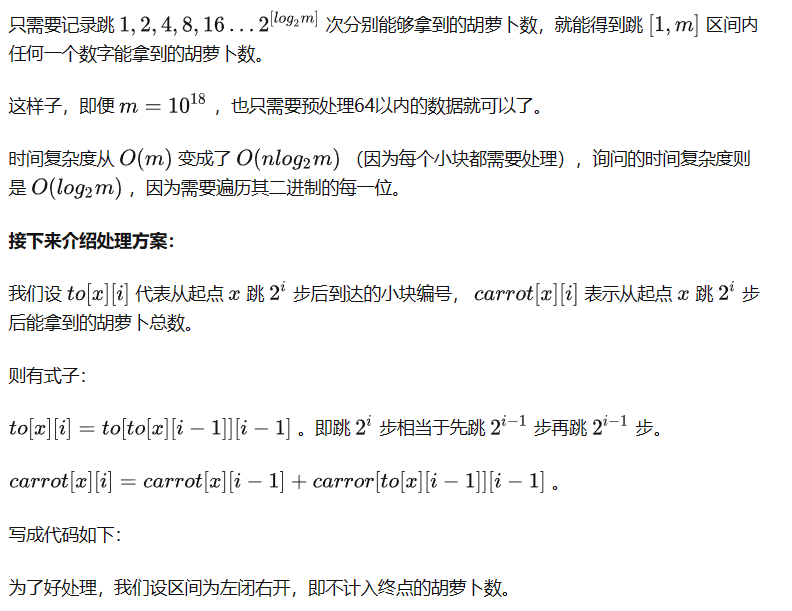 只需要记录跳 1, 2, 4, 8, 16 . . . 2^{[log_2 m]} 次分别能够拿到的胡萝卜数，就能得到跳 [1, m] 区间内
任何一个数字能拿到的胡萝卜数。
这样子，即便 m = 10^{18} ，也只需要预处理64以内的数据就可以了。
时间复杂度从 O(m) 变成了 O(nlog_2 m) （因为每个小块都需要处理），询问的时间复杂度则
是 O(log_2 m) ，因为需要遍历其二进制的每一位。
接下来介绍处理方案：
我们设 to[x][i] 代表从起点 x 跳 2^i 步后到达的小块编号， carrot[x][i] 表示从起点 x 跳 2^i 步
后能拿到的胡萝卜总数。
则有式子：
to[x][i] = to[to[x][i − 1]][i − 1] 。即跳 2^i 步相当于先跳 2^{i−1} 步再跳 2^{i−1} 步。
carrot[x][i] = carrot[x][i − 1] + carror[to[x][i − 1]][i − 1] 。
写成代码如下：
为了好处理，我们设区间为左闭右开，即不计入终点的胡萝卜数。